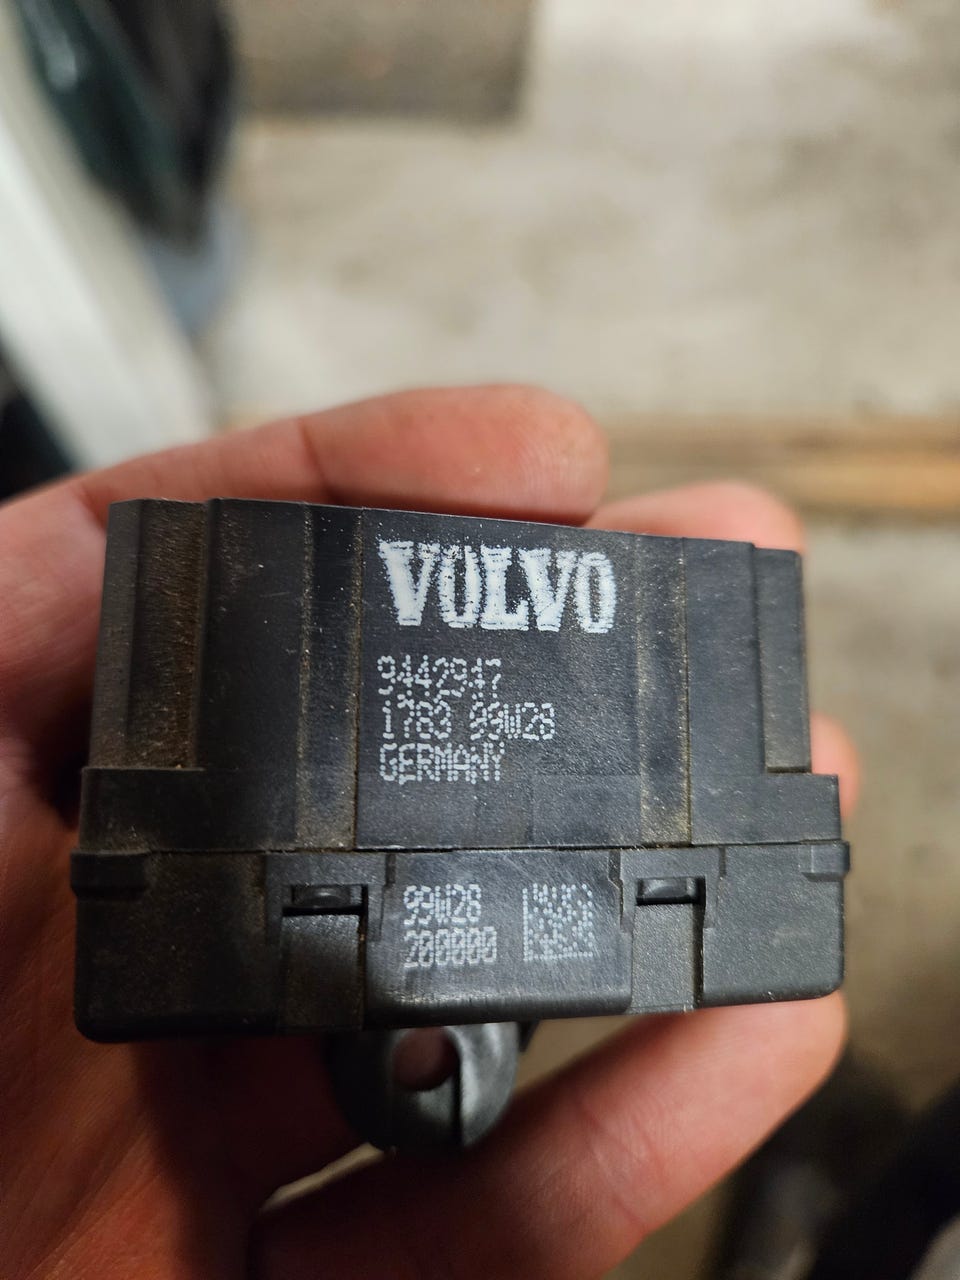 VOLVO
9442947
1783 99W28
GERMANY
99W28
200000